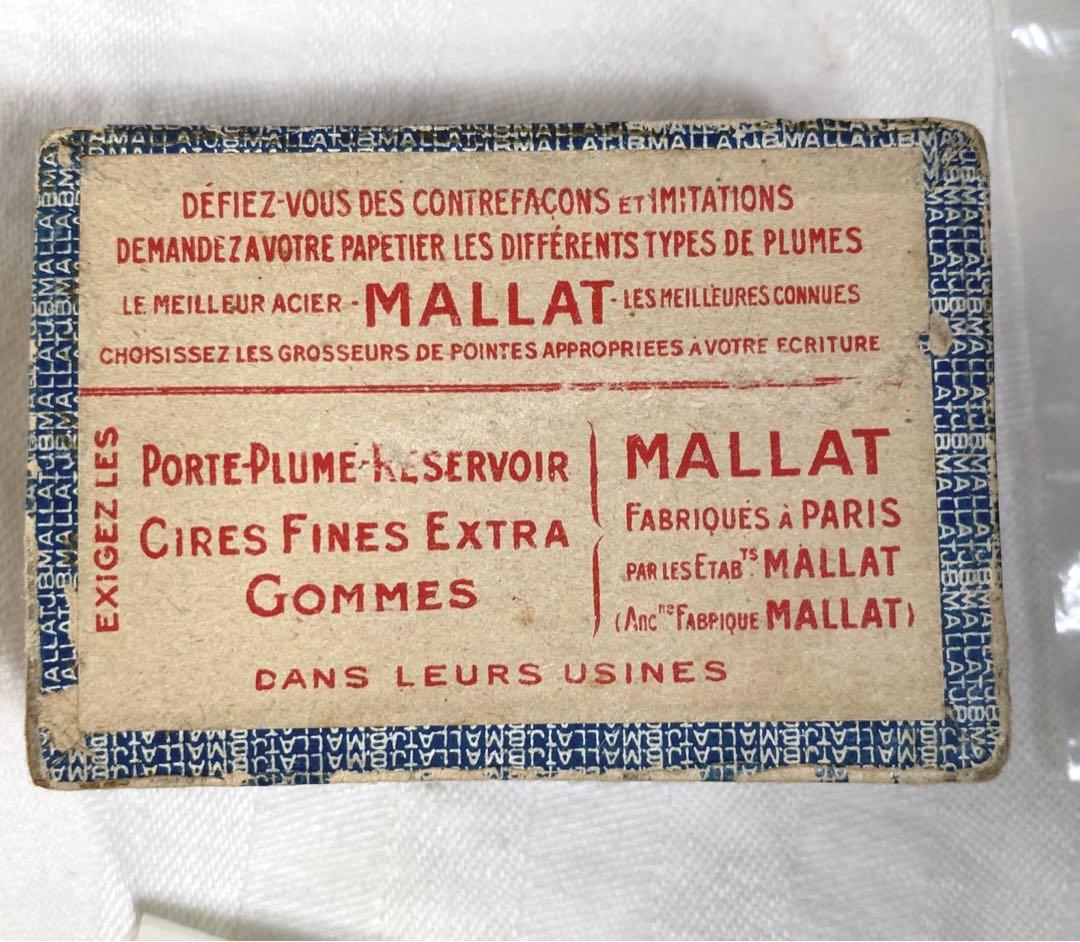 DÉFIEZ-VOUS DES CONTREFAÇONS ET IMITATIONS
DEMANDEZ A VOTRE PAPETIER LES DIFFÉRENTS TYPES DE PLUMES
LE MEILLEUR ACIER - MALLAT - LES MEILLEURES CONNUES
CHOISISSEZ LES GROSSEURS DE POINTES APPROPRIEES À VOTRE ECRITURE
EXIGEZ LES
PORTE-PLUME-RESERVOIR
CIRES FINES EXTRA
GOMMES
MALLAT
FABRIQUÉS À PARIS
PAR LES ETABTS MALLAT
(Ancne FABRIQUE MALLAT)
DANS LEURS USINES